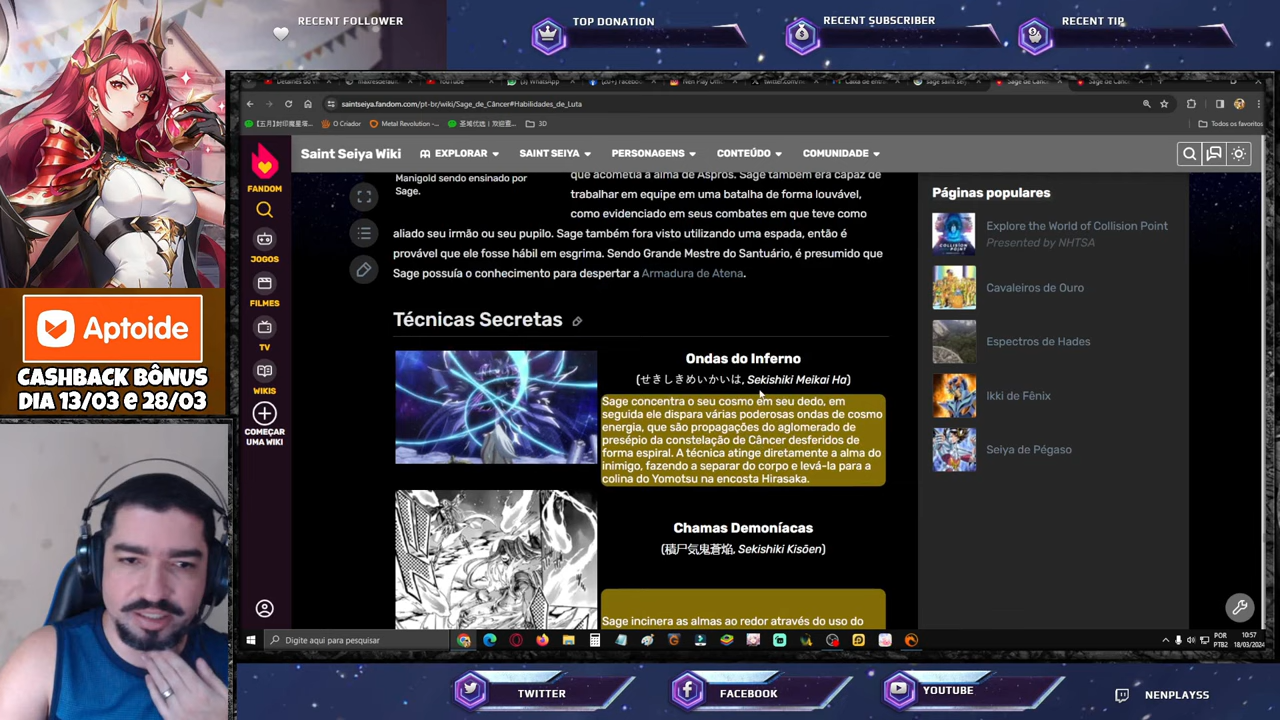 RECENT FOLLOWER
TOP DONATION
RECENT SUBSCRIBER
RECENT TIP
YouTube
WhatsApp
saintseiya.fandom.com/pt-br/wiki/Sage_de_Câncer#Habilidades_de_Luta
O Criador
Metal Revolution -...
3D
Todos os favoritos
FANDOM
JOGOS
FILMES
TV
WIKIS
COMEÇAR
UMA WIKI
Saint Seiya Wiki
EXPLORAR
SAINT SEIYA
PERSONAGENS
CONTEÚDO
COMUNIDADE
Manigold sendo ensinado por
Sage.
que acometia a alma de Aspros. Sage também era capaz de
trabalhar em equipe em uma batalha de forma louvável,
como evidenciado em seus combates em que teve como
aliado seu irmão ou seu pupilo. Sage também fora visto utilizando uma espada, então é
provável que ele fosse hábil em esgrima. Sendo Grande Mestre do Santuário, é presumido que
Sage possuía o conhecimento para despertar a Armadura de Atena.
Técnicas Secretas
Ondas do Inferno
(せきしきめいかいは, Sekishiki Meikai Ha)
Sage concentra o seu cosmo em seu dedo, em
seguida ele dispara várias poderosas ondas de cosmo
energia, que são propagações do aglomerado de
presépio da constelação de Câncer desferidos de
forma espiral. A técnica atinge diretamente a alma do
inimigo, fazendo a separar do corpo e levá-la para a
colina do Yomotsu na encosta Hirasaka.
Chamas Demoníacas
(積尸気鬼蒼焔, Sekishiki Kisōen)
Sage incinera as almas ao redor através do uso do
Páginas populares
Explore the World of Collision Point
Presented by NHTSA
Cavaleiros de Ouro
Espectros de Hades
Ikki de Fênix
Seiya de Pégaso
Aptoide
CASHBACK BÔNUS
DIA 13/03 e 28/03
Digite aqui para pesquisar
POR
PTB2
10:57
18/03/2024
TWITTER
FACEBOOK
YOUTUBE
NENPLAYSS